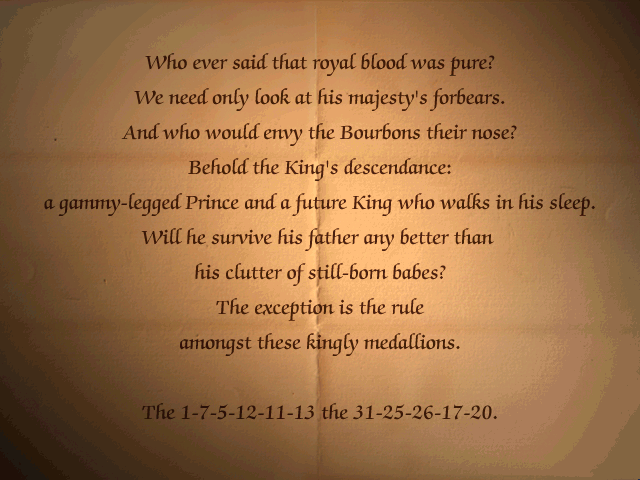 Who ever said that royal blood was pure?
We need only look at his majesty's forbears.
And who would envy the Bourbons their nose?
Behold the King's descendance:
a gammy-legged Prince and a future King who walks in his sleep.
Will he survive his father any better than
his clutter of still-born babes?
The exception is the rule
amongst these kingly medallions.
The 1-7-5-12-11-13 the 31-25-26-17-20.